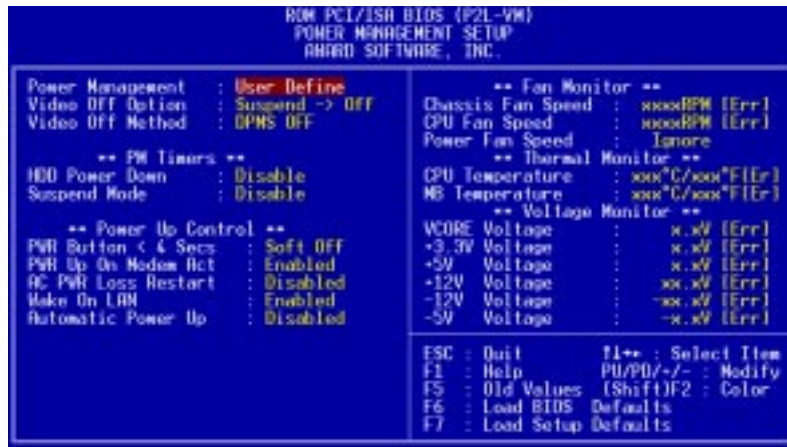 ROM PCI/ISA BIOS (P2L-VM)
POWER MANAGEMENT SETUP
AWARD SOFTWARE, INC.
Power Management : User Define
Video Off Option : Suspend -> Off
Video Off Method : DPMS OFF
** PM Timers **
HDD Power Down : Disable
Suspend Mode : Disable
** Power Up Control **
PWR Button < 4 Secs : Soft Off
PWR Up On Modem Act : Enabled
AC PWR Loss Restart : Disabled
Wake On LAN : Enabled
Automatic Power Up : Disabled
** Fan Monitor **
Chassis Fan Speed : xxxxRPM [Err]
CPU Fan Speed : xxxxRPM [Err]
Power Fan Speed : Ignore
** Thermal Monitor **
CPU Temperature : xxx°C/xxx°F[Er]
MB Temperature : xxx°C/xxx°F[Er]
** Voltage Monitor **
VCORE Voltage : x.xV [Err]
+3.3V Voltage : x.xV [Err]
+5V Voltage : x.xV [Err]
+12V Voltage : xx.xV [Err]
-12V Voltage : -xx.xV [Err]
-5V Voltage : -x.xV [Err]
ESC : Quit ↑↓→← : Select Item
F1 : Help PU/PD/+/- : Modify
F5 : Old Values (Shift)F2 : Color
F6 : Load BIOS Defaults
F7 : Load Setup Defaults